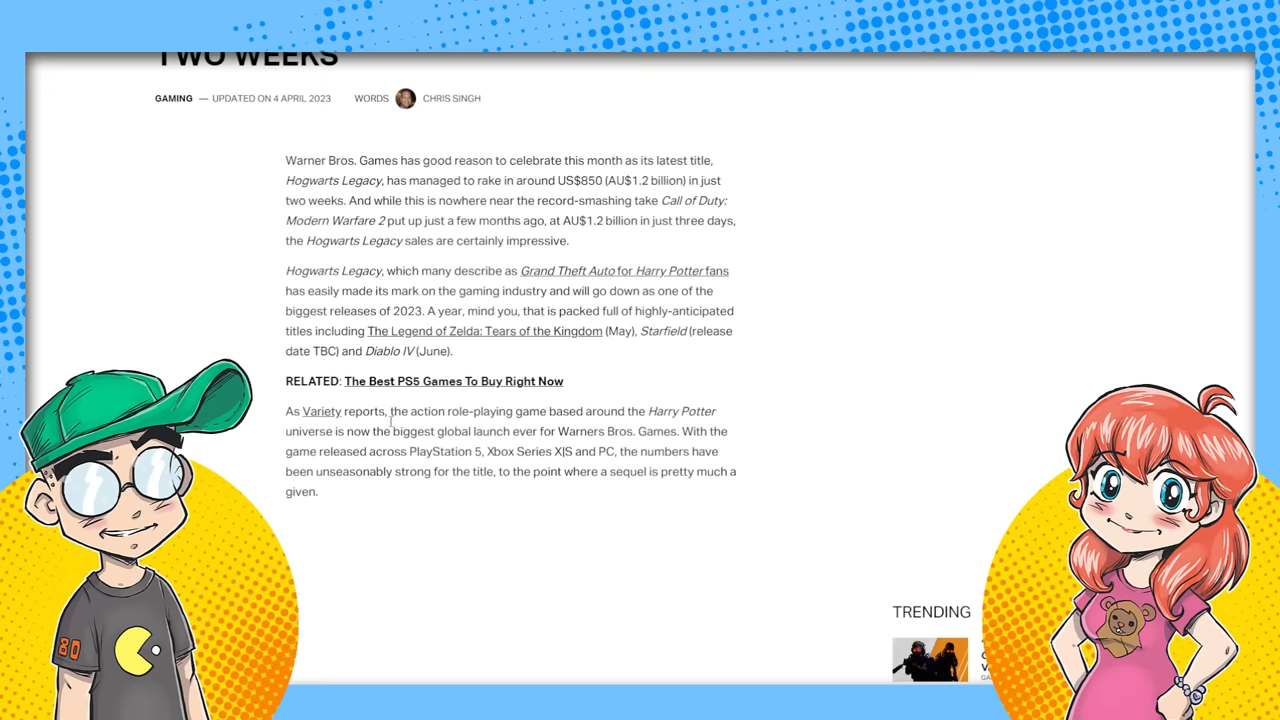 TWO WEEKS
GAMING — UPDATED ON 4 APRIL 2023 WORDS CHRIS SINGH
Warner Bros. Games has good reason to celebrate this month as its latest title,
Hogwarts Legacy, has managed to rake in around US$850 (AU$1.2 billion) in just
two weeks. And while this is nowhere near the record-smashing take Call of Duty:
Modern Warfare 2 put up just a few months ago, at AU$1.2 billion in just three days,
the Hogwarts Legacy sales are certainly impressive.
Hogwarts Legacy, which many describe as Grand Theft Auto for Harry Potter fans
has easily made its mark on the gaming industry and will go down as one of the
biggest releases of 2023. A year, mind you, that is packed full of highly-anticipated
titles including The Legend of Zelda: Tears of the Kingdom (May), Starfield (release
date TBC) and Diablo IV (June).
RELATED: The Best PS5 Games To Buy Right Now
As Variety reports, the action role-playing game based around the Harry Potter
universe is now the biggest global launch ever for Warners Bros. Games. With the
game released across PlayStation 5, Xbox Series X|S and PC, the numbers have
been unseasonably strong for the title, to the point where a sequel is pretty much a
given.
TRENDING
80